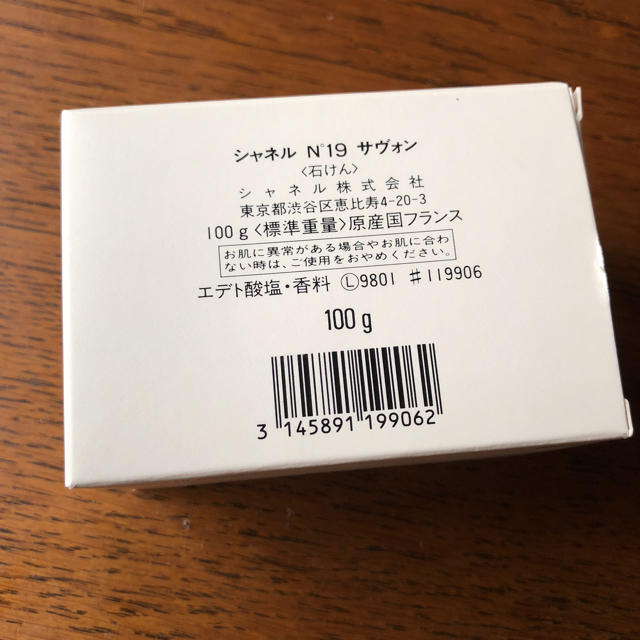 シャネル N°19 サヴォン
〈石けん〉
シャネル株式会社
東京都渋谷区恵比寿4-20-3
100g〈標準重量〉原産国フランス
お肌に異常がある場合やお肌に合わ
ない時は、ご使用をおやめください。
エデト酸塩・香料 Ⓛ9801 #119906
100g
3 145891 199062